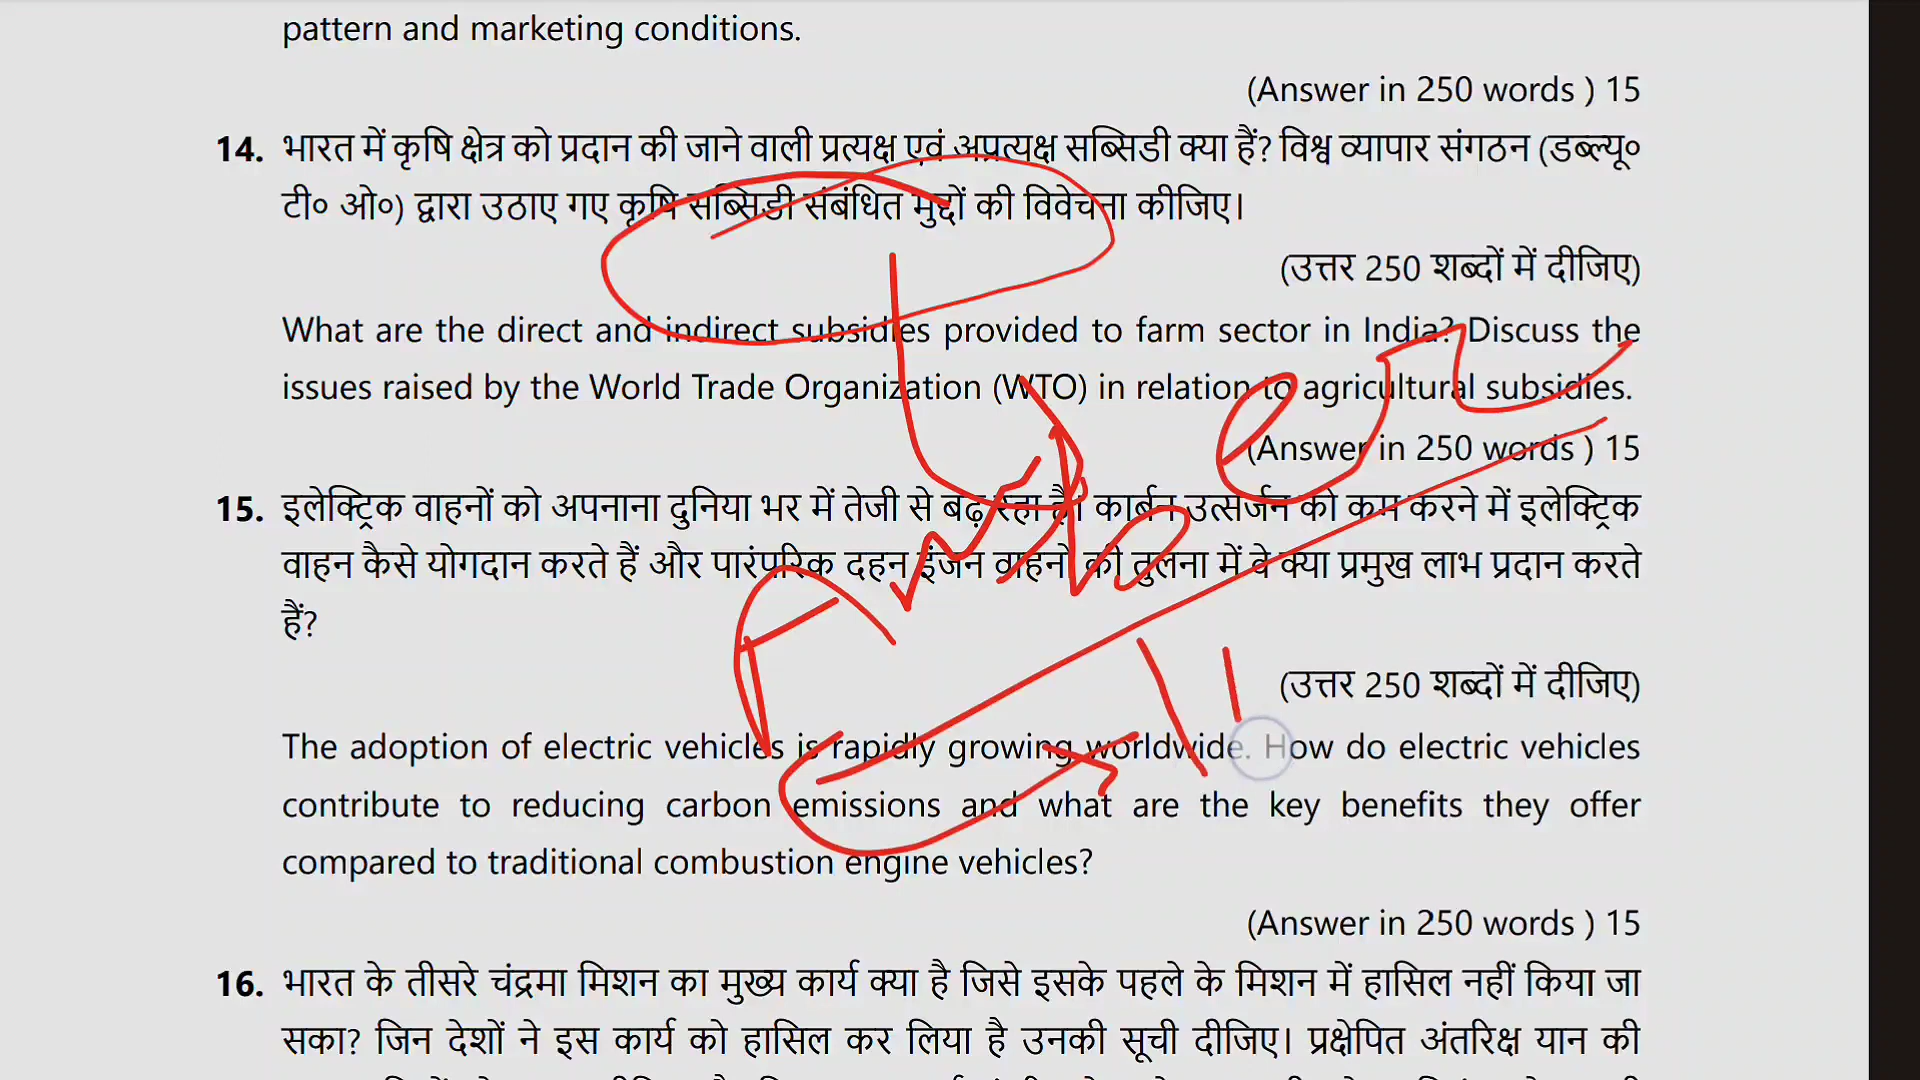 pattern and marketing conditions.
(Answer in 250 words ) 15
14. भारत में कृषि क्षेत्र को प्रदान की जाने वाली प्रत्यक्ष एवं अप्रत्यक्ष सब्सिडी क्या हैं? विश्व व्यापार संगठन (डब्ल्यू०
टी० ओ०) द्वारा उठाए गए कृषि सब्सिडी संबंधित मुद्दों की विवेचना कीजिए।
(उत्तर 250 शब्दों में दीजिए)
What are the direct and indirect subsidies provided to farm sector in India? Discuss the
issues raised by the World Trade Organization (WTO) in relation to agricultural subsidies.
(Answer in 250 words ) 15
15. इलेक्ट्रिक वाहनों को अपनाना दुनिया भर में तेजी से बढ़ रहा है। कार्बन उत्सर्जन को कम करने में इलेक्ट्रिक
वाहन कैसे योगदान करते हैं और पारंपरिक दहन इंजन वाहनों की तुलना में वे क्या प्रमुख लाभ प्रदान करते
हैं?
(उत्तर 250 शब्दों में दीजिए)
The adoption of electric vehicles is rapidly growing worldwide. How do electric vehicles
contribute to reducing carbon emissions and what are the key benefits they offer
compared to traditional combustion engine vehicles?
(Answer in 250 words ) 15
16. भारत के तीसरे चंद्रमा मिशन का मुख्य कार्य क्या है जिसे इसके पहले के मिशन में हासिल नहीं किया जा
सका? जिन देशों ने इस कार्य को हासिल कर लिया है उनकी सूची दीजिए। प्रक्षेपित अंतरिक्ष यान की